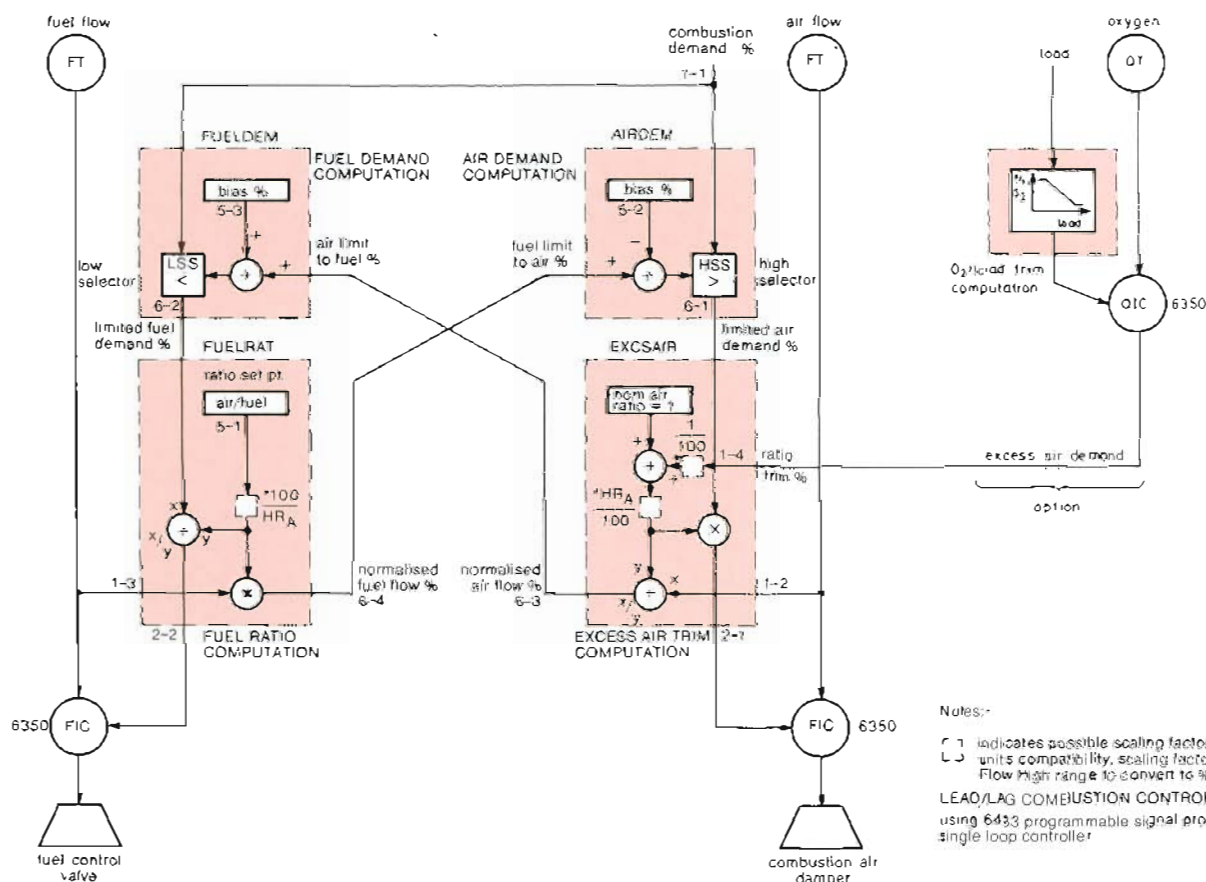 fuel flow
FT
combustion
demand %
7-1
air flow
FT
oxygen
load
FUELDEM
FUEL DEMAND
COMPUTATION
bias %
5-3
+
+
LSS
<
low
selector
6-2
air limit
to fuel %
limited fuel
demand %
AIRDEM
AIR DEMAND
COMPUTATION
bias %
5-2
-
+
HSS
>
high
selector
6-1
fuel limit
to air %
limited air
demand %
load
O2/load trim
computation
QIC
6350
FUELRAT
ratio set pt.
air/fuel
5-1
*100
HRA
x
÷
x/y
y
1-3
normalised
fuel flow %
6-4
2-2
FUEL RATIO
COMPUTATION
EXCSAIR
nom air
+
+
1
100
1-4
ratio
trim %
excess air demand
option
*HRA
100
×
y
x
÷
x/y
1-2
normalised
air flow %
6-3
EXCESS AIR TRIM
COMPUTATION
6350
FIC
fuel control
valve
FIC
6350
combustion air
damper
Notes:-
indicates possible scaling factor
units compatibility, scaling facto
Flow High range to convert to %
LEAD/LAG COMBUSTION CONTROL
using programmable signal pro
single loop controller